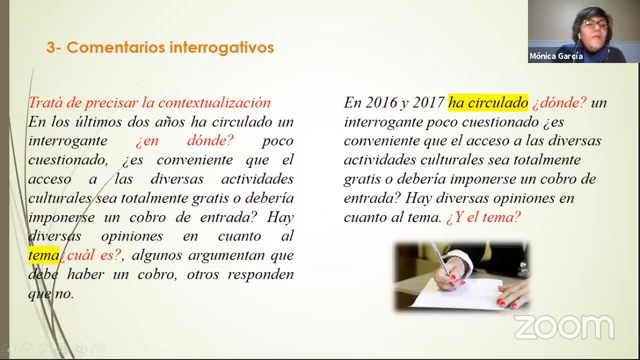 3- Comentarios interrogativos
Mónica García
Tratá de precisar la contextualización
En los últimos dos años ha circulado un
interrogante ¿en dónde? poco
cuestionado, ¿es conveniente que el
acceso a las diversas actividades
culturales sea totalmente gratis o debería
imponerse un cobro de entrada? Hay
diversas opiniones en cuanto al
tema¿cuál es?, algunos argumentan que
debe haber un cobro, otros responden
que no.
En 2016 y 2017 ha circulado ¿dónde? un
interrogante poco cuestionado ¿es
conveniente que el acceso a las diversas
actividades culturales sea totalmente
gratis o debería imponerse un cobro de
entrada? Hay diversas opiniones en
cuanto al tema. ¿Y el tema?
zoom